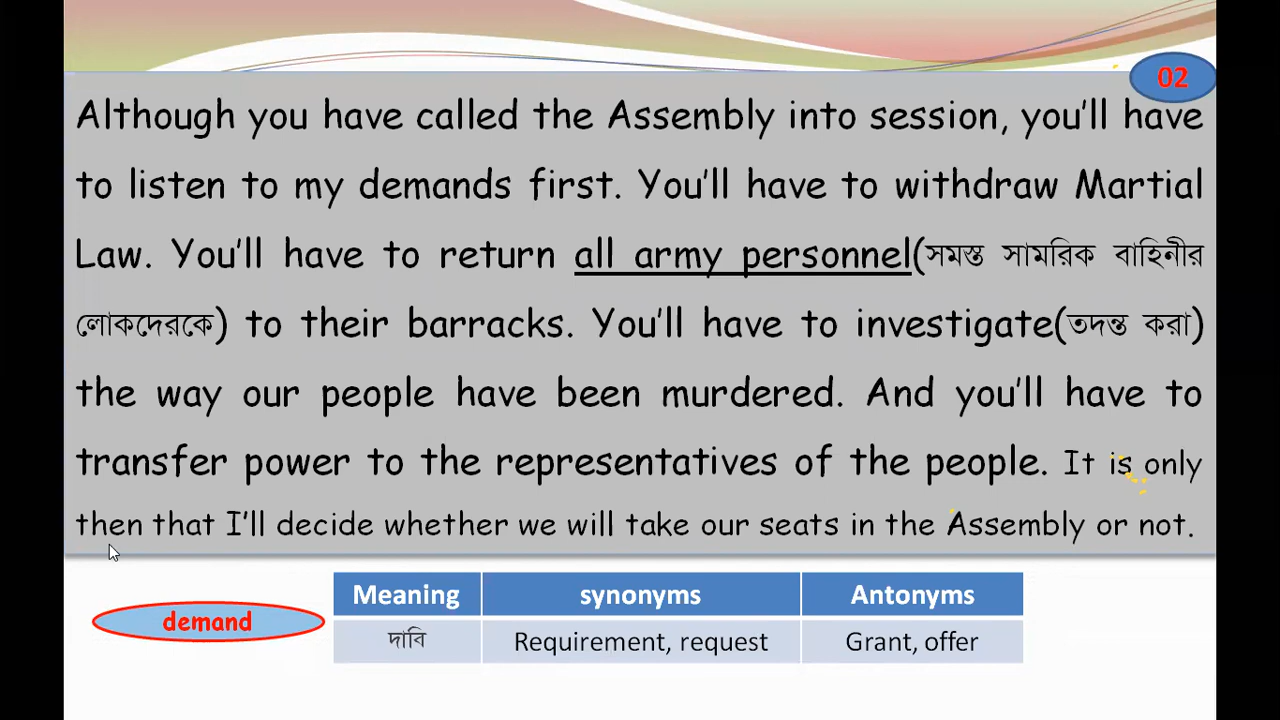 02
Although you have called the Assembly into session, you'll have
to listen to my demands first. You'll have to withdraw Martial
Law. You'll have to return all army personnel(সমস্ত সামরিক বাহিনীর
লোকদেরকে) to their barracks. You'll have to investigate(তদন্ত করা)
the way our people have been murdered. And you'll have to
transfer power to the representatives of the people. It is only
then that I'll decide whether we will take our seats in the Assembly or not.
demand
Meaning synonyms Antonyms
দাবি Requirement, request Grant, offer